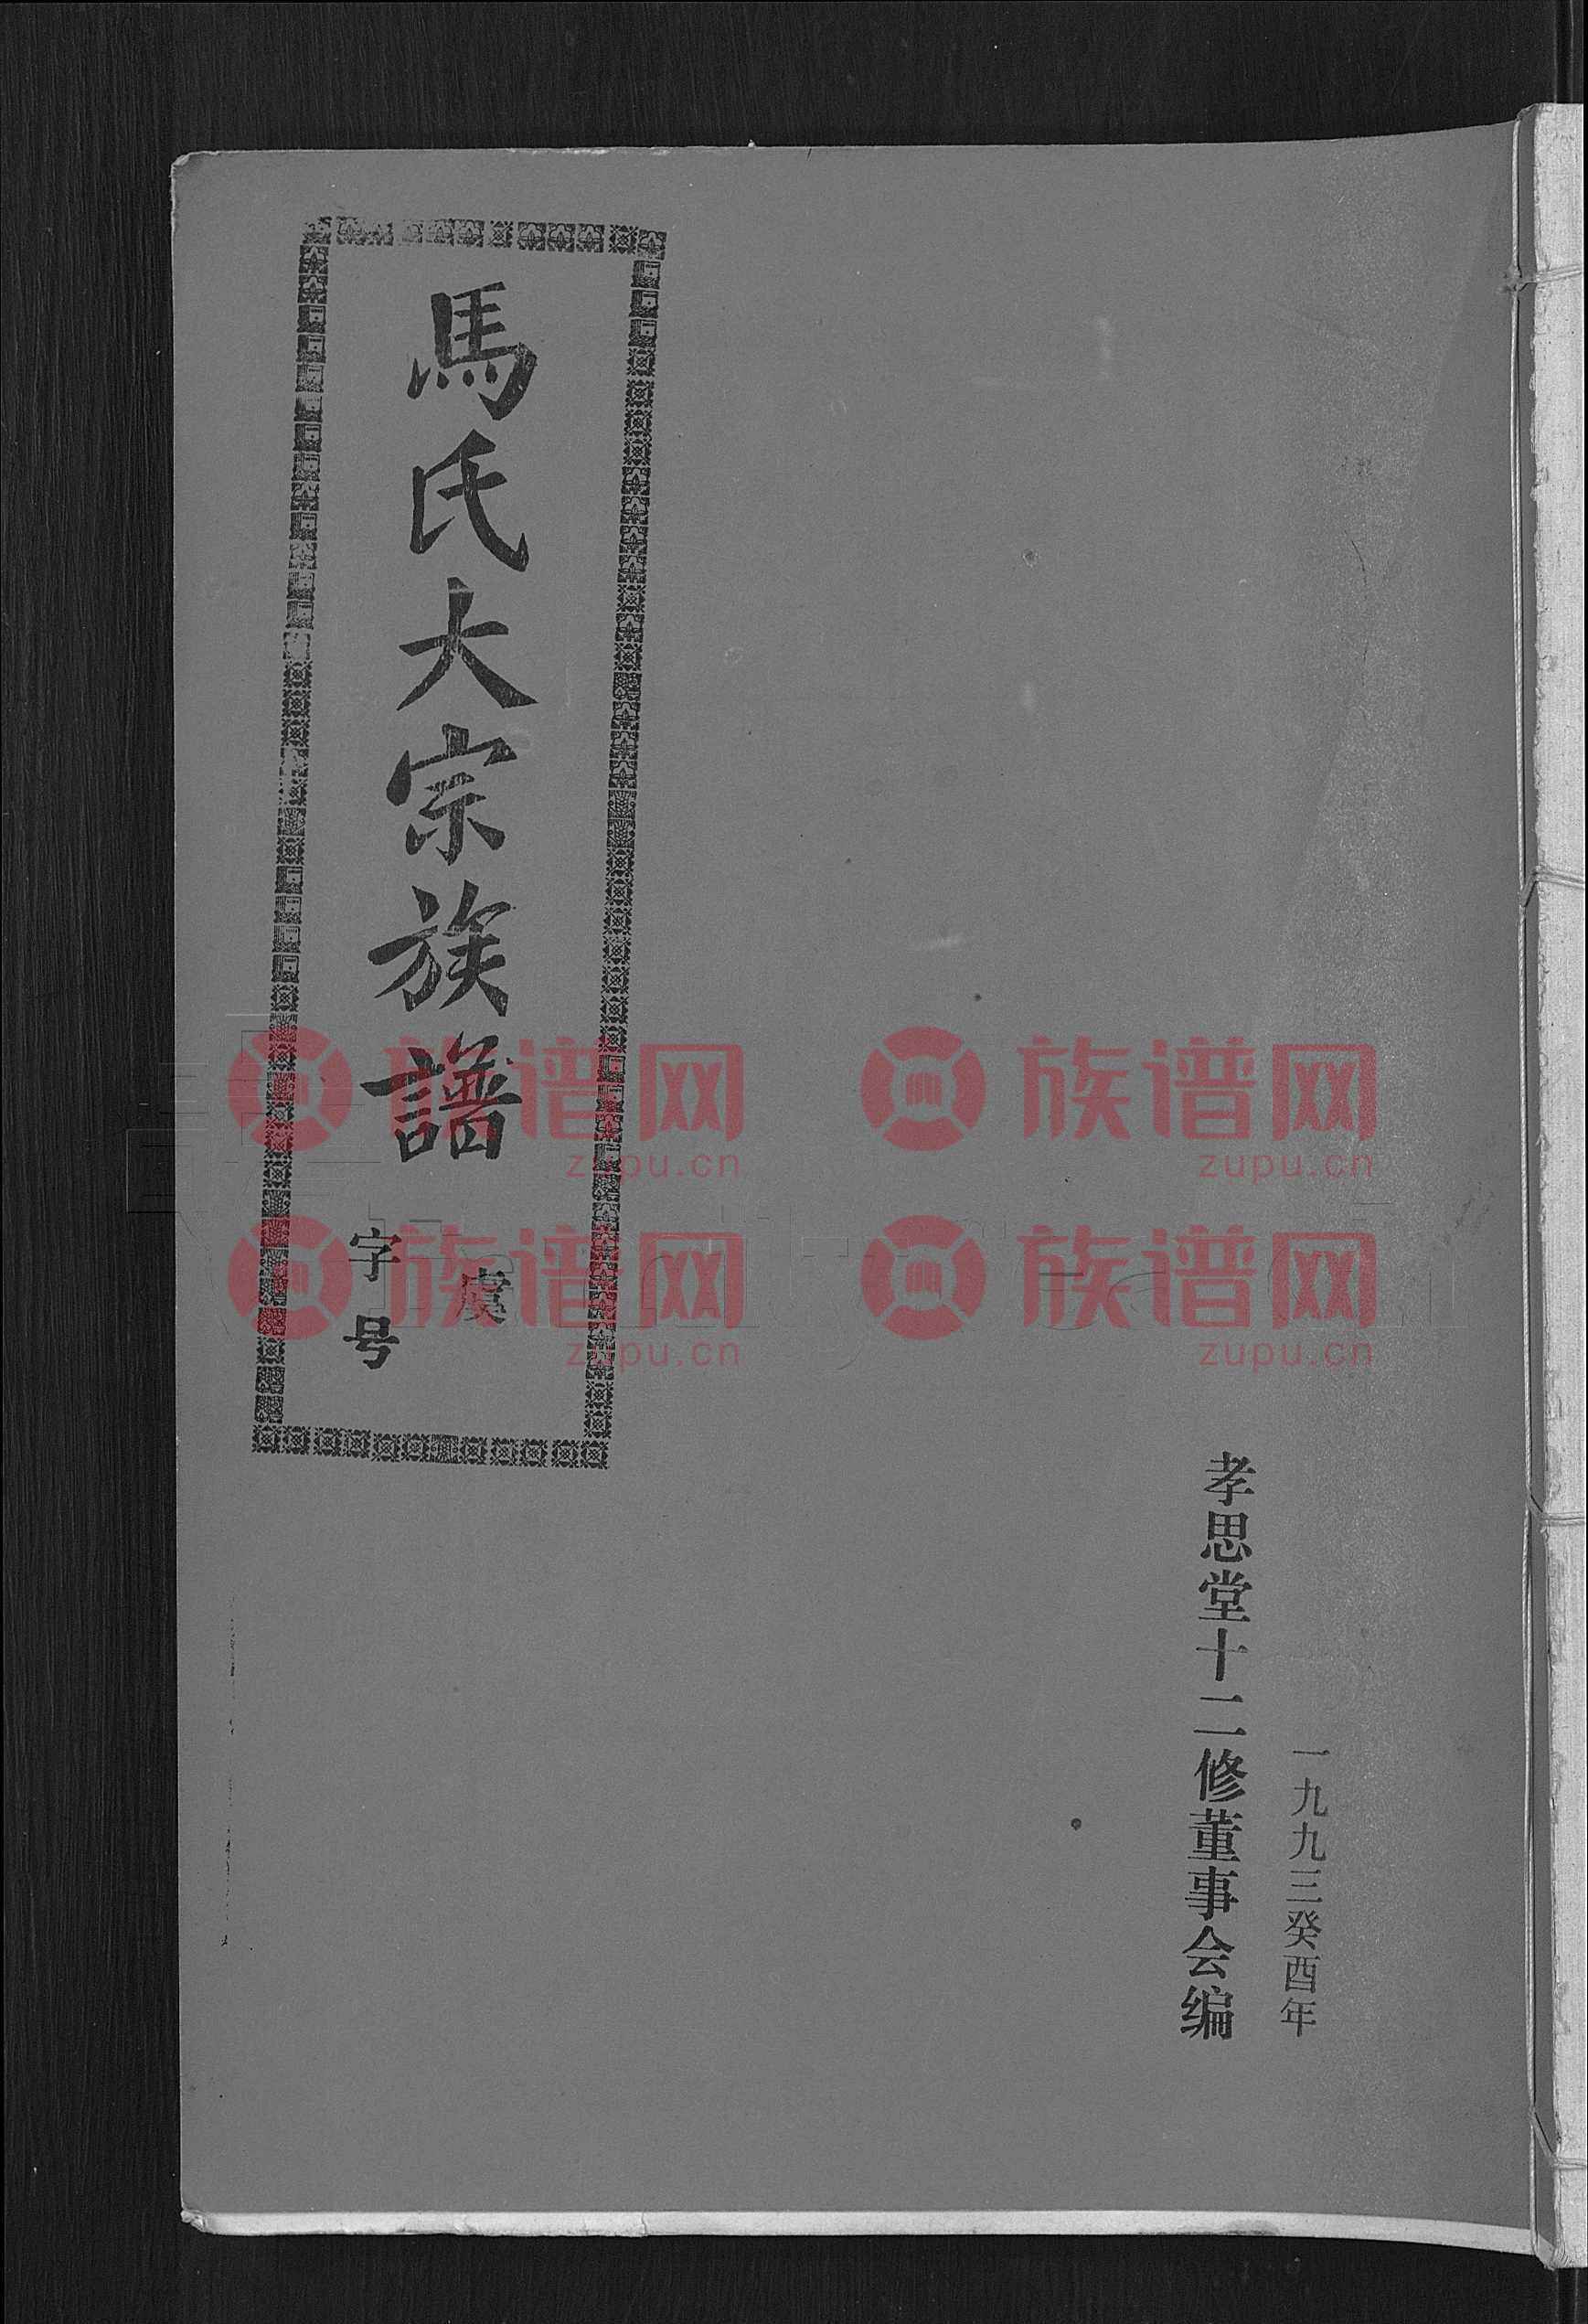 一九九三癸酉年
孝思堂十二修董事会编
馬氏大宗族譜
虞
字号
族谱网
zupu.cn
族谱网
zupu.cn
族谱网
zupu.cn
族谱网
zupu.cn